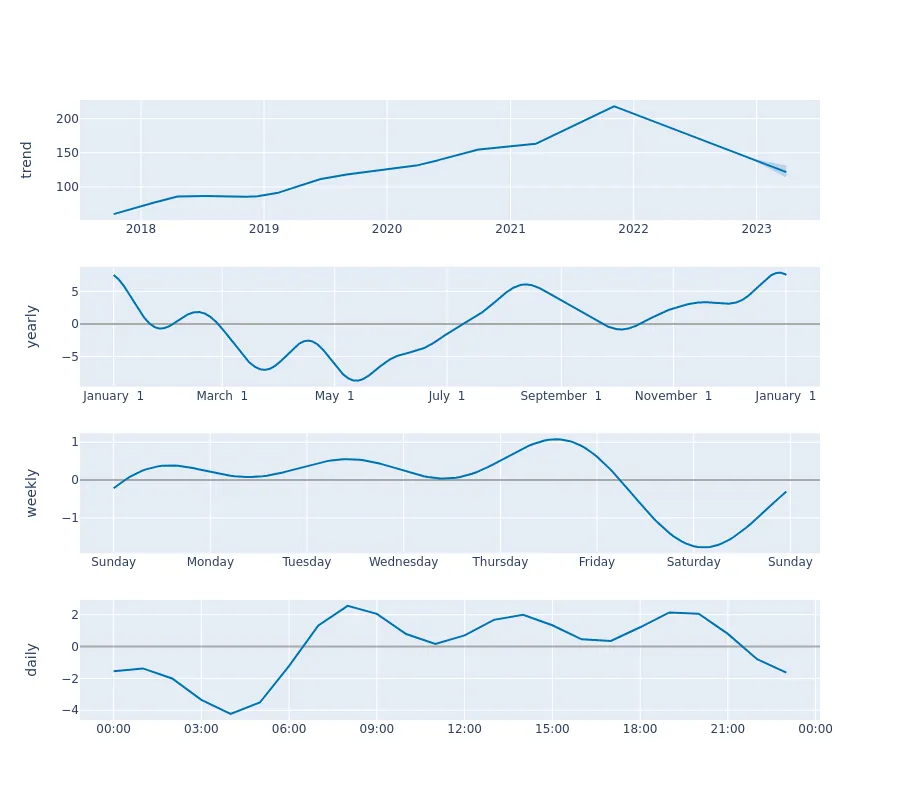 200
150
100
trend
2018 2019 2020 2021 2022 2023
5
0
−5
yearly
January 1 March 1 May 1 July 1 September 1 November 1 January 1
1
0
−1
weekly
Sunday Monday Tuesday Wednesday Thursday Friday Saturday Sunday
2
0
−2
−4
daily
00:00 03:00 06:00 09:00 12:00 15:00 18:00 21:00 00:00